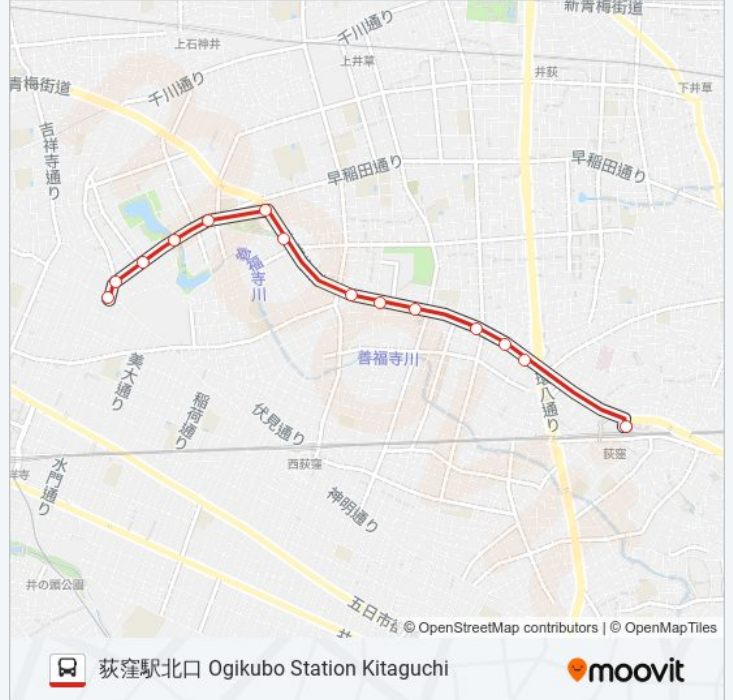 新青梅街道
千川通り
上石神井
上井草
井荻
下井草
青梅街道
千川通り
吉祥寺通り
早稲田通り
早稲田通り
善福寺川
善福寺川
美大通り
環八通り
稲荷通り
伏見通り
荻窪
西荻窪
水門通り
神明通り
井の頭公園
五日市
© OpenStreetMap contributors | © OpenMapTiles
荻窪駅北口 Ogikubo Station Kitaguchi
moovit